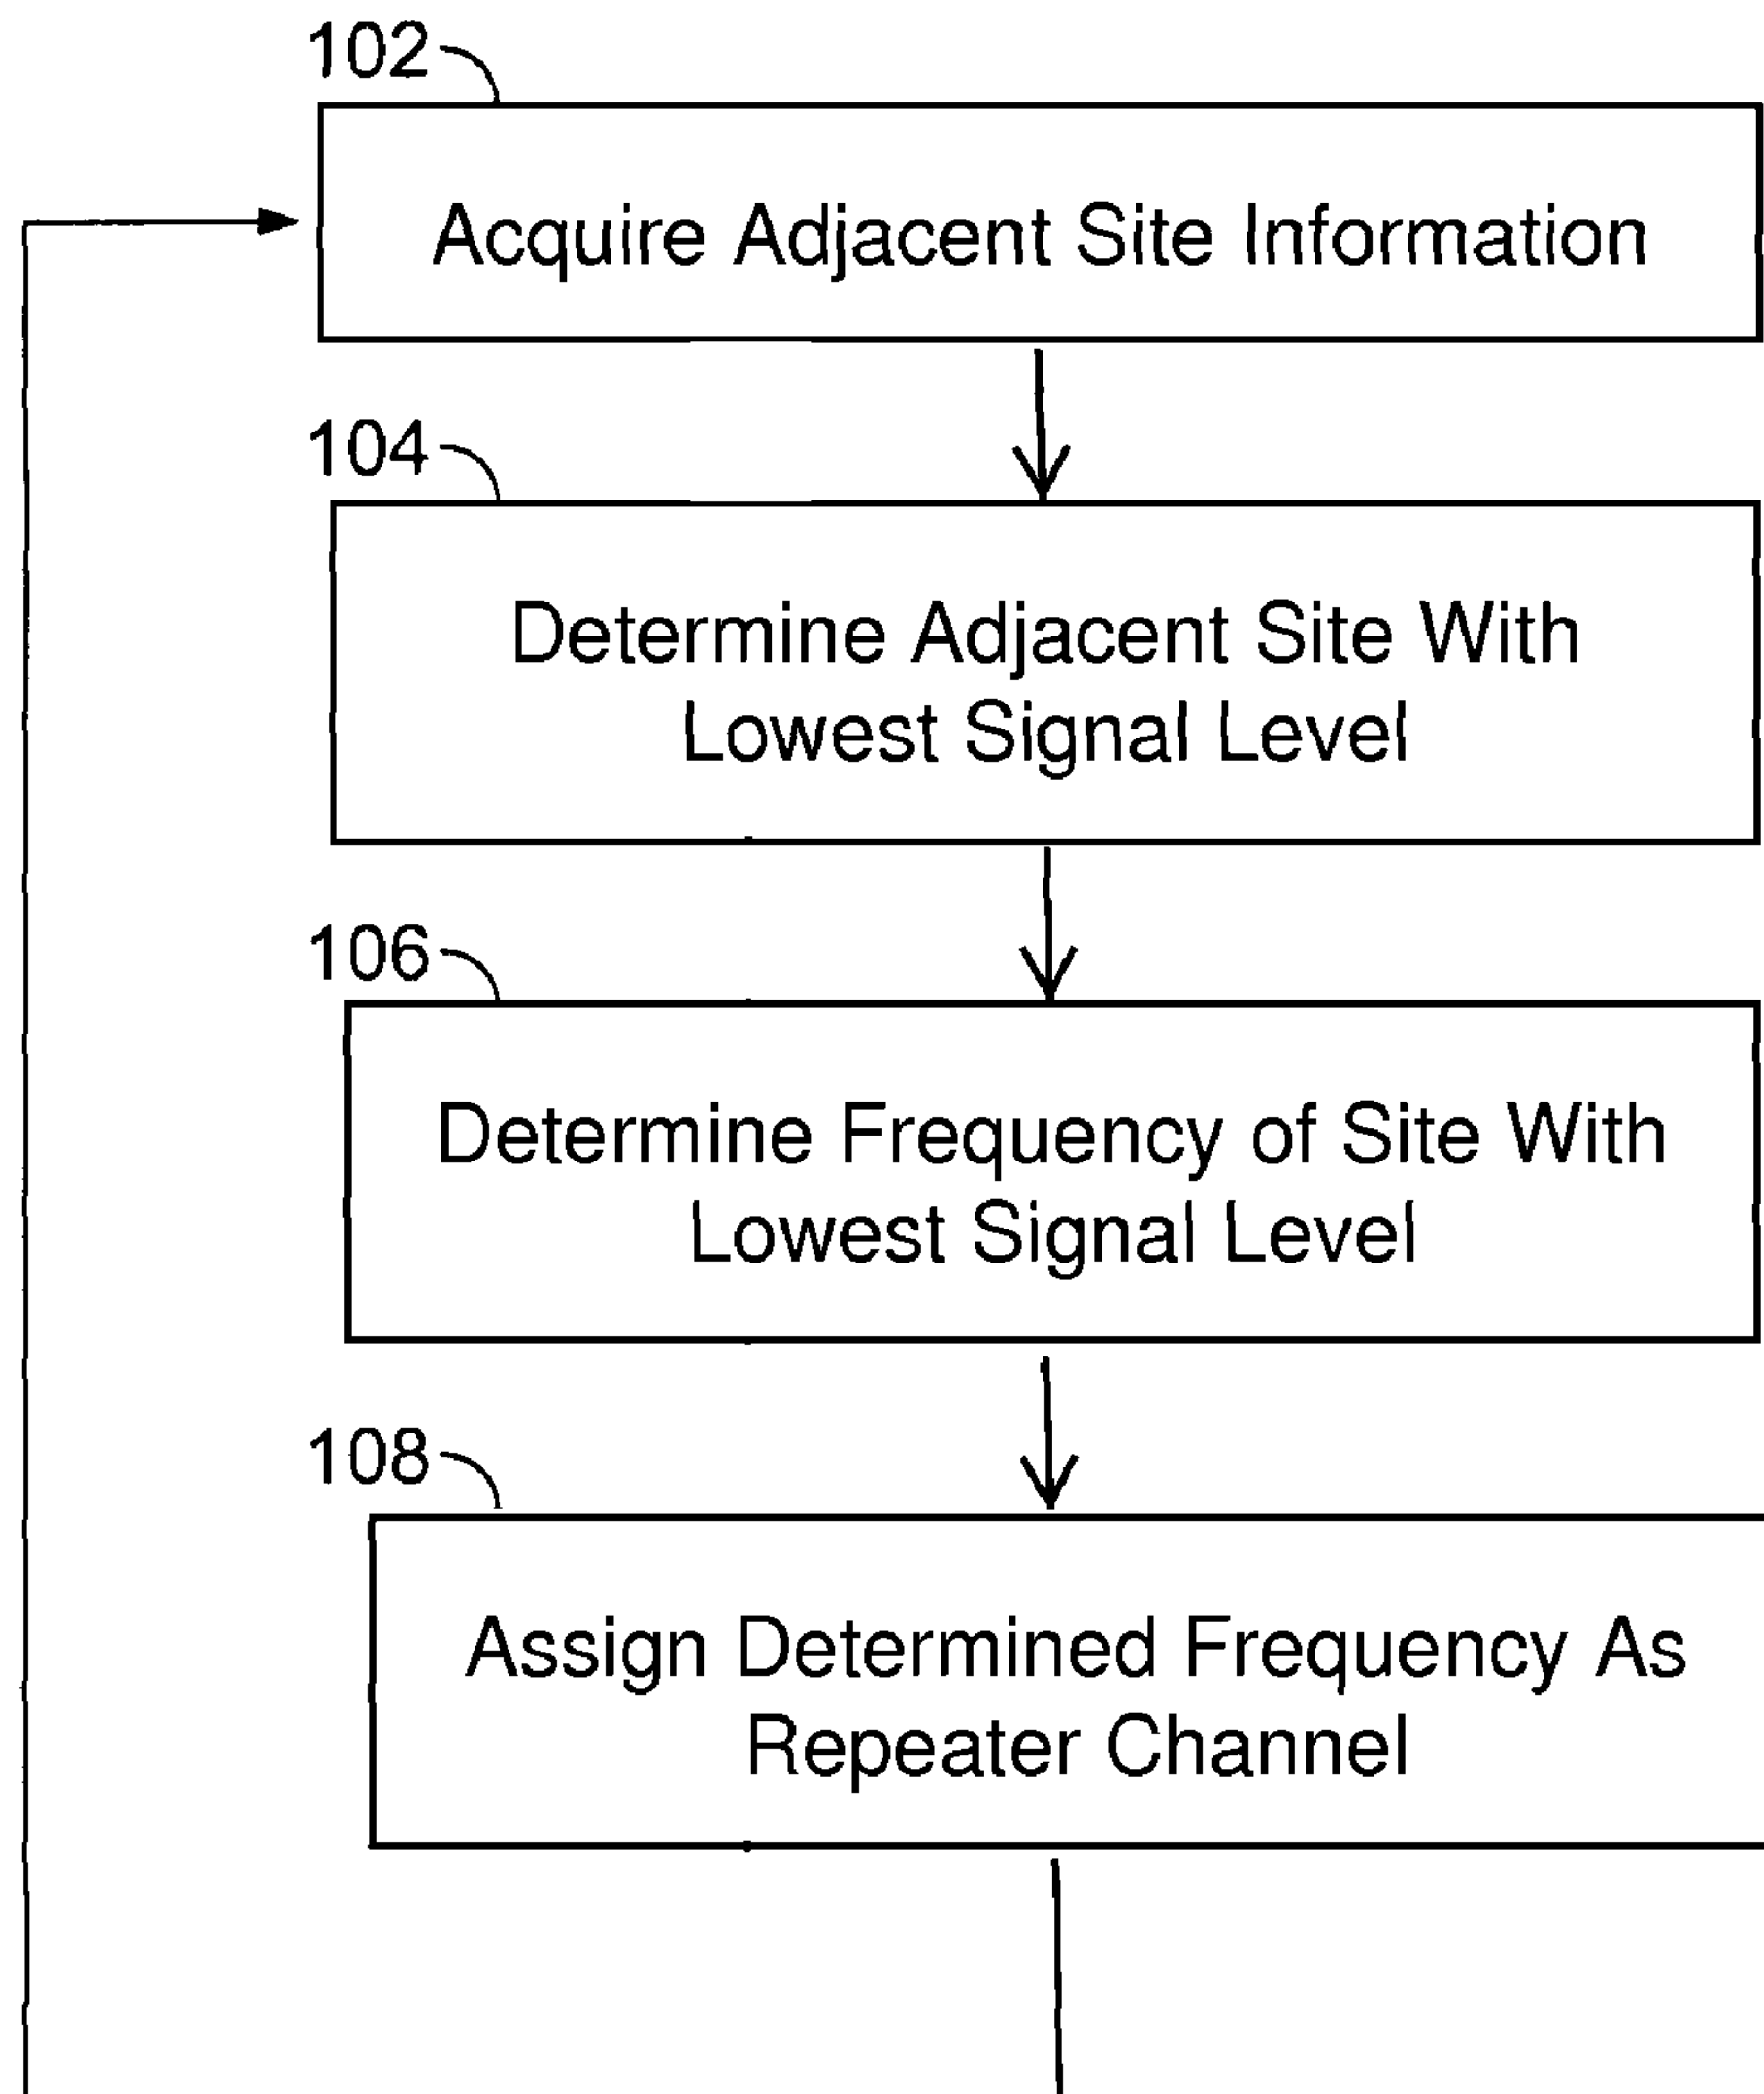 102
Acquire Adjacent Site Information
104
Determine Adjacent Site With
Lowest Signal Level
106
Determine Frequency of Site With
Lowest Signal Level
108
Assign Determined Frequency As
Repeater Channel